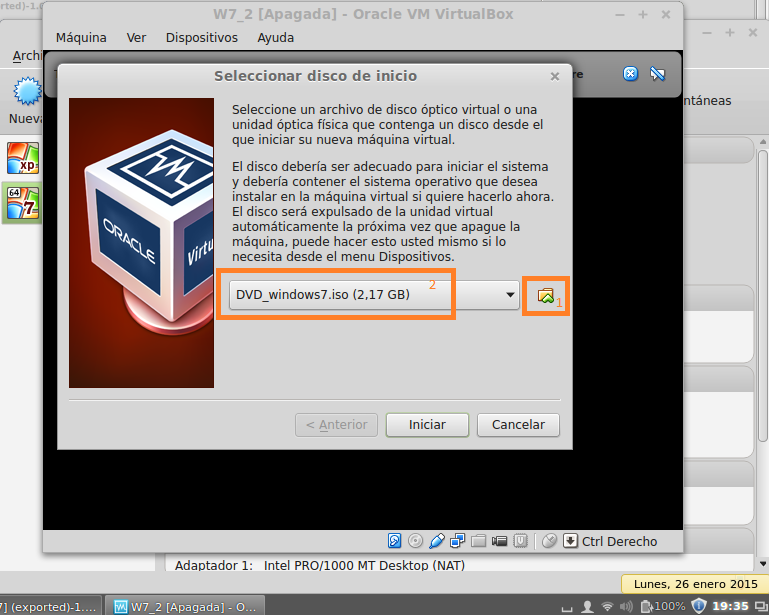 rted)-1.0
W7_2 [Apagada] - Oracle VM VirtualBox
Máquina Ver Dispositivos Ayuda
Archi
Nueva
xp
64
7
re
ntáneas
Seleccionar disco de inicio
Seleccione un archivo de disco óptico virtual o una
unidad óptica física que contenga un disco desde el
que iniciar su nueva máquina virtual.
El disco debería ser adecuado para iniciar el sistema
y debería contener el sistema operativo que desea
instalar en la máquina virtual si quiere hacerlo ahora.
El disco será expulsado de la unidad virtual
automáticamente la próxima vez que apague la
máquina, puede hacer esto usted mismo si lo
necesita desde el menu Dispositivos.
ORACLE
Virtu
DVD_windows7.iso (2,17 GB) 2
1
< Anterior Iniciar Cancelar
Ctrl Derecho
Adaptador 1: Intel PRO/1000 MT Desktop (NAT)
Lunes, 26 enero 2015
7] (exported)-1.... W7_2 [Apagada] - O... 100% 19:35